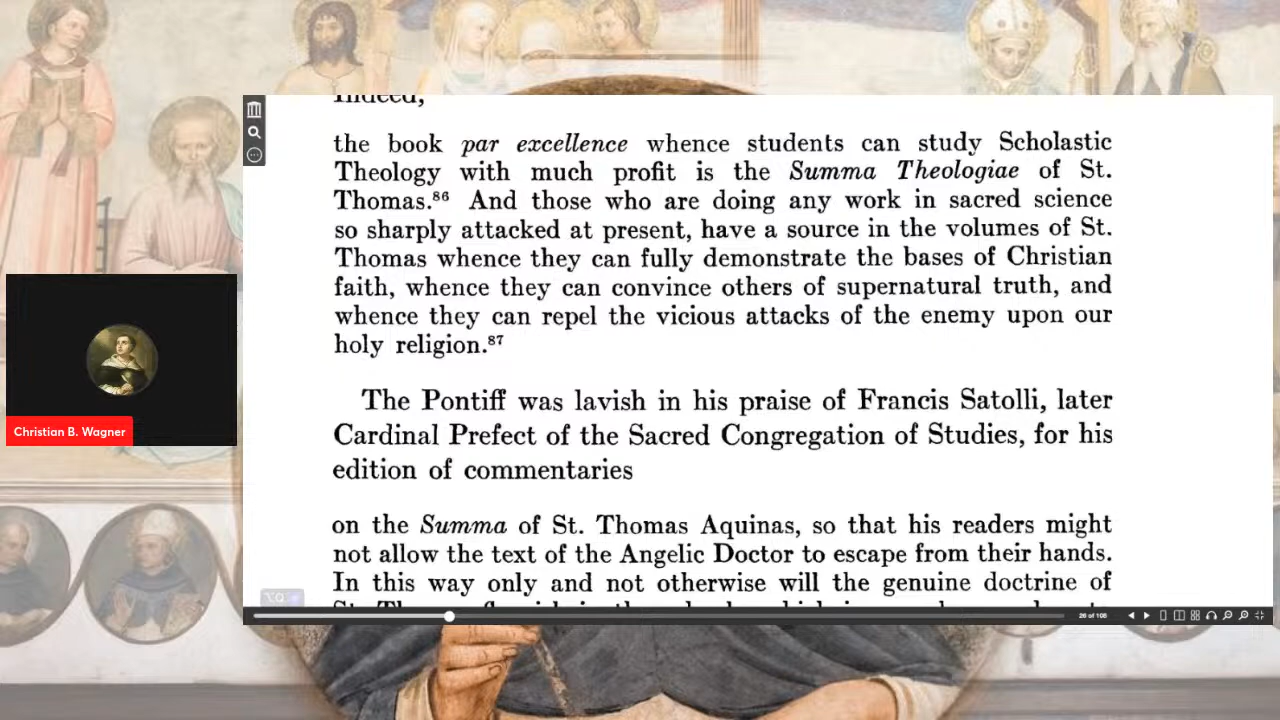 Indeed,
the book par excellence whence students can study Scholastic
Theology with much profit is the Summa Theologiae of St.
Thomas.⁸⁶ And those who are doing any work in sacred science
so sharply attacked at present, have a source in the volumes of St.
Thomas whence they can fully demonstrate the bases of Christian
faith, whence they can convince others of supernatural truth, and
whence they can repel the vicious attacks of the enemy upon our
holy religion.⁸⁷
The Pontiff was lavish in his praise of Francis Satolli, later
Cardinal Prefect of the Sacred Congregation of Studies, for his
edition of commentaries
on the Summa of St. Thomas Aquinas, so that his readers might
not allow the text of the Angelic Doctor to escape from their hands.
In this way only and not otherwise will the genuine doctrine of
Christian B. Wagner
26 of 108